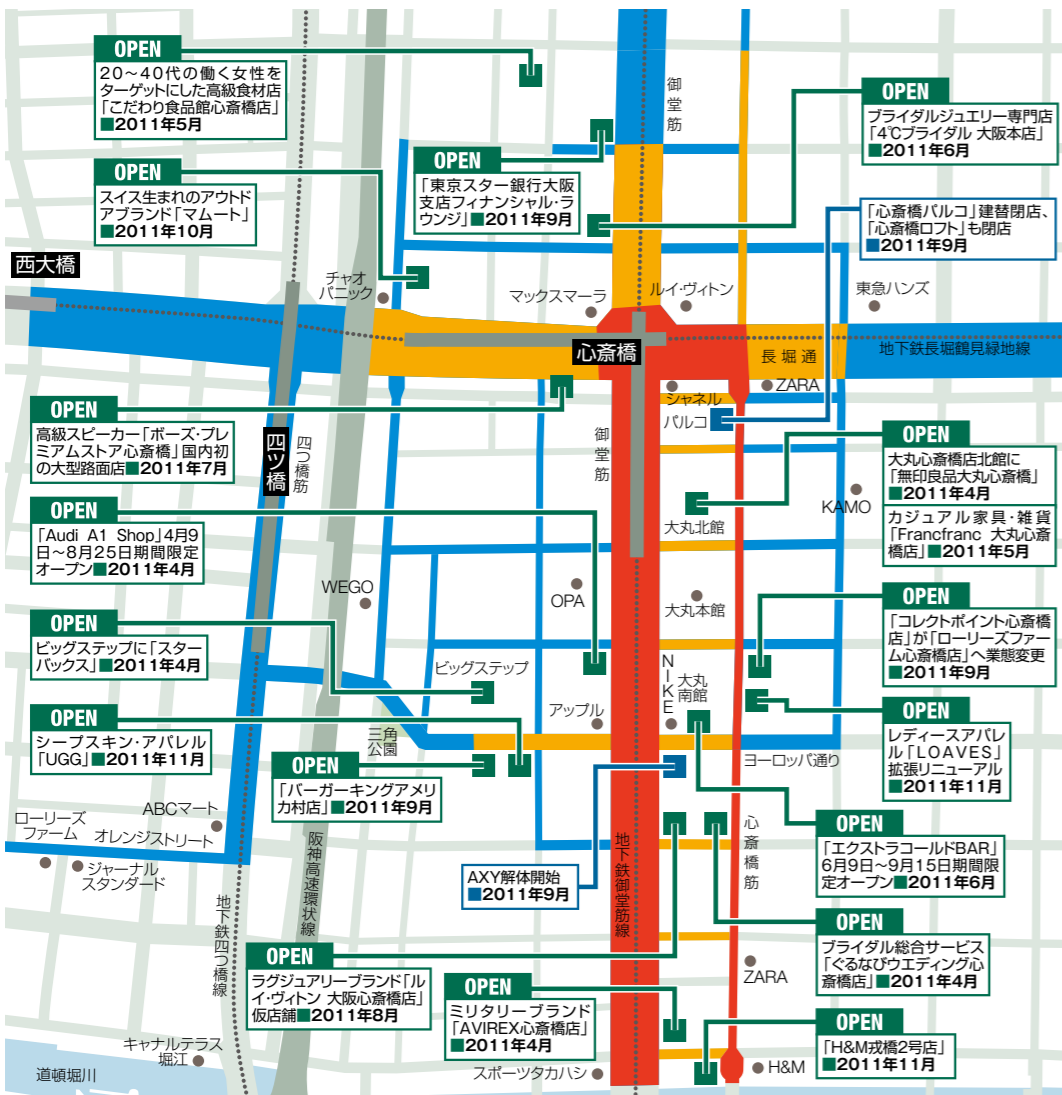 OPEN
20～40代の働く女性を
ターゲットにした高級食材店
「こだわり食品館心斎橋店」
■2011年5月
OPEN
スイス生まれのアウトド
アブランド「マムート」
■2011年10月
OPEN
「東京スター銀行大阪
支店フィナンシャル・ラ
ウンジ」■2011年9月
御堂筋
OPEN
ブライダルジュエリー専門店
「4℃ブライダル 大阪本店」
■2011年6月
「心斎橋パルコ」建替閉店、
「心斎橋ロフト」も閉店
■2011年9月
西大橋
チャオ
パニック
マックスマーラ
ルイ・ヴィトン
東急ハンズ
心斎橋
長堀通
地下鉄長堀鶴見緑地線
シャネル
ZARA
パルコ
OPEN
高級スピーカー「ボーズ・プレ
ミアムストア心斎橋」国内初
の大型路面店■2011年7月
四ツ橋
四つ橋筋
御堂筋
OPEN
大丸心斎橋店北館に
「無印良品大丸心斎橋」
■2011年4月
カジュアル家具・雑貨
「Francfranc 大丸心斎
橋店」■2011年5月
KAMO
大丸北館
OPEN
「Audi A1 Shop」4月9
日～8月25日期間限定
オープン■2011年4月
WEGO
OPA
大丸本館
OPEN
「コレクトポイント心斎橋
店」が「ローリーズファー
ム心斎橋店」へ業態変更
■2011年9月
OPEN
ビッグステップに「スター
バックス」■2011年4月
ビッグステップ
NIKE
大丸
南館
アップル
OPEN
レディースアパレ
ル「LOAVES」
拡張リニューアル
■2011年11月
OPEN
シープスキン・アパレル
「UGG」■2011年11月
三角
公園
ヨーロッパ通り
OPEN
「バーガーキングアメリ
カ村店」■2011年9月
ABCマート
ローリーズ
ファーム
オレンジストリート
ジャーナル
スタンダード
阪神高速環状線
地下鉄御堂筋線
心斎橋筋
AXY解体開始
■2011年9月
OPEN
「エクストラコールドBAR」
6月9日～9月15日期間限
定オープン■2011年6月
地下鉄四つ橋線
OPEN
ブライダル総合サービス
「ぐるなびウエディング心
斎橋店」■2011年4月
ZARA
OPEN
ラグジュアリーブランド「ル
イ・ヴィトン 大阪心斎橋店」
仮店舗■2011年8月
OPEN
ミリタリーブランド
「AVIREX心斎橋店」
■2011年4月
OPEN
「H&M戎橋2号店」
■2011年11月
キャナルテラス
堀江
道頓堀川
スポーツタカハシ
H&M